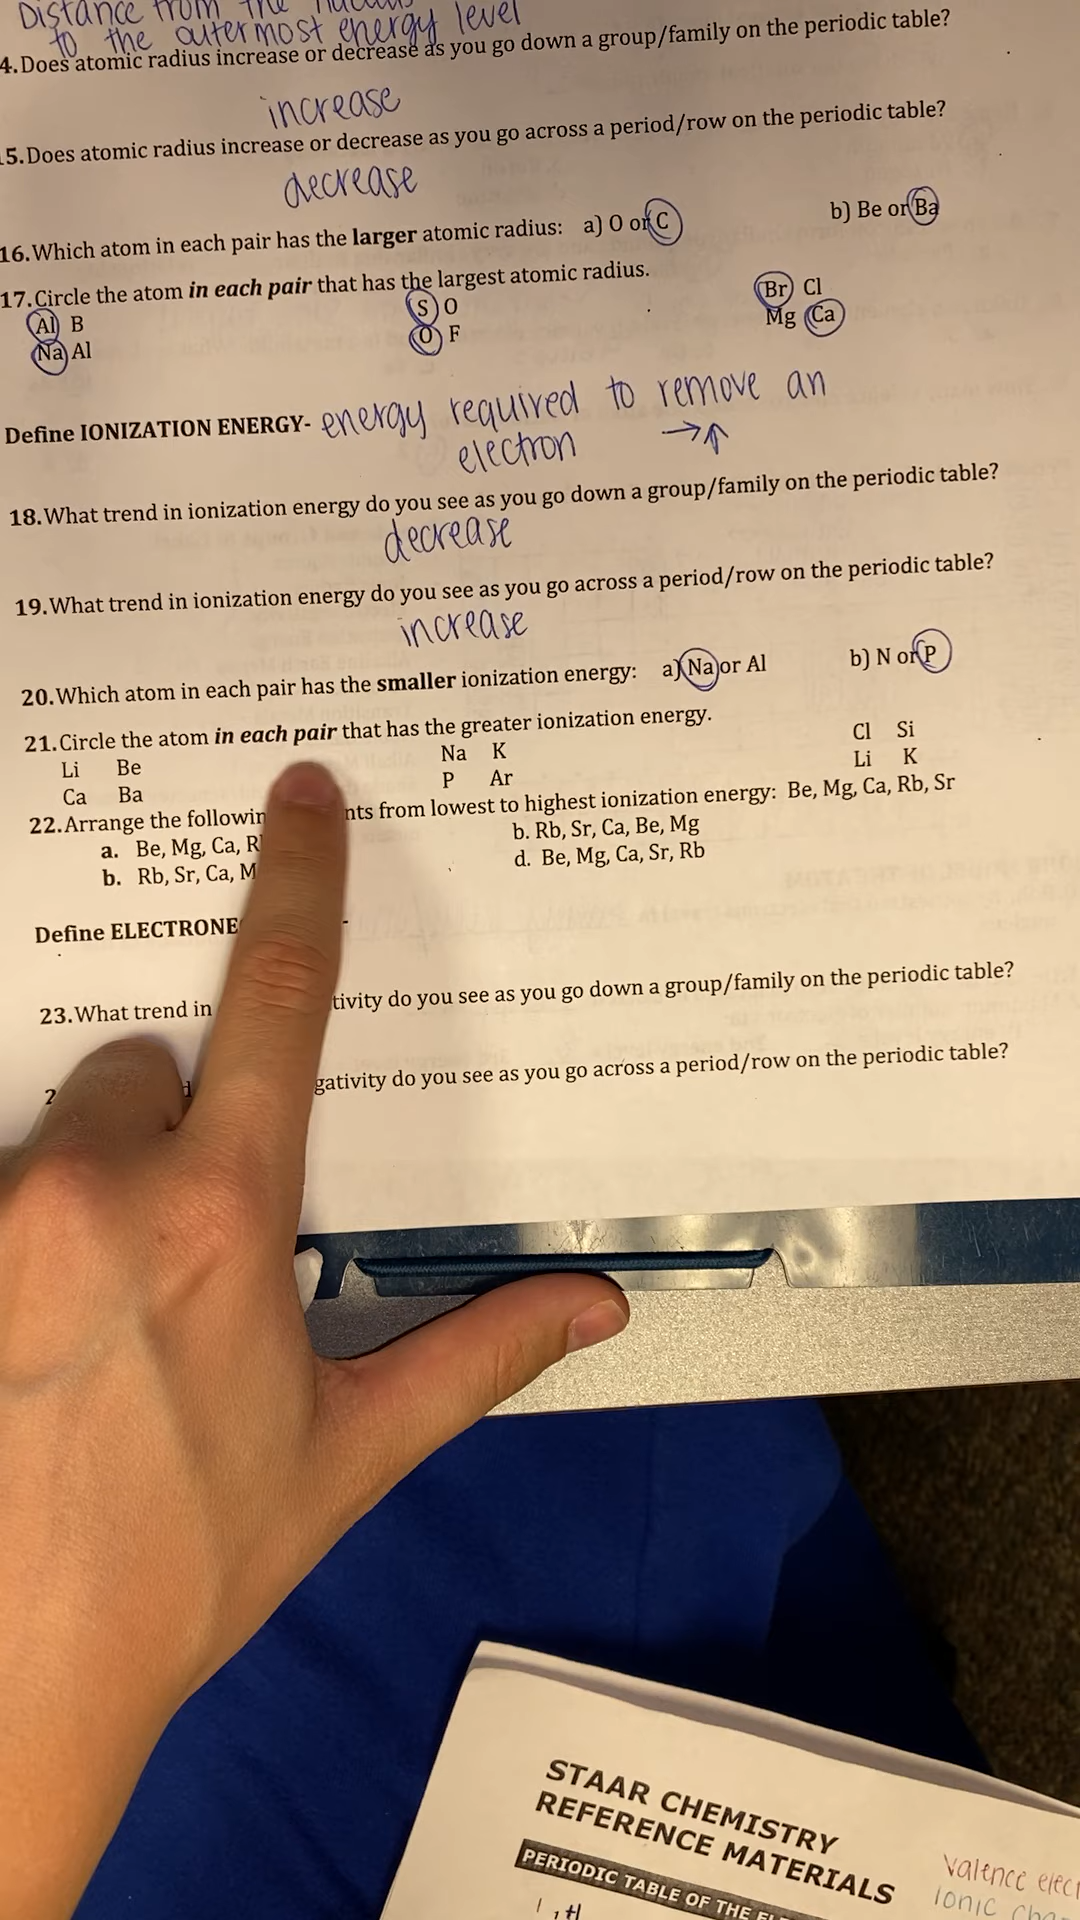 Distance from the
to the outermost energy level
4. Does atomic radius increase or decrease as you go down a group/family on the periodic table?
increase
15. Does atomic radius increase or decrease as you go across a period/row on the periodic table?
decrease
16. Which atom in each pair has the larger atomic radius: a) O or C b) Be or Ba
17. Circle the atom in each pair that has the largest atomic radius.
Al B S O Br Cl
Na Al O F Mg Ca
Define IONIZATION ENERGY- energy required to remove an
electron →↑
18. What trend in ionization energy do you see as you go down a group/family on the periodic table?
decrease
19. What trend in ionization energy do you see as you go across a period/row on the periodic table?
increase
20. Which atom in each pair has the smaller ionization energy: a) Na or Al b) N or P
21. Circle the atom in each pair that has the greater ionization energy.
Li Be Na K Cl Si
Ca Ba P Ar Li K
22. Arrange the followin nts from lowest to highest ionization energy: Be, Mg, Ca, Rb, Sr
a. Be, Mg, Ca, R b. Rb, Sr, Ca, Be, Mg
b. Rb, Sr, Ca, M d. Be, Mg, Ca, Sr, Rb
Define ELECTRONE -
23. What trend in tivity do you see as you go down a group/family on the periodic table?
2 gativity do you see as you go across a period/row on the periodic table?
STAAR CHEMISTRY
REFERENCE MATERIALS
PERIODIC TABLE OF THE
Valence elec
ionic